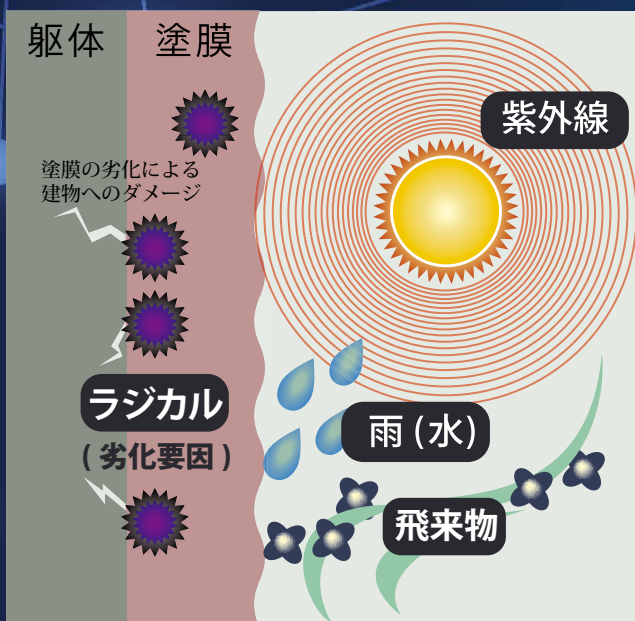 躯体
塗膜
紫外線
塗膜の劣化による
建物へのダメージ
ラジカル
(劣化要因)
雨(水)
飛来物